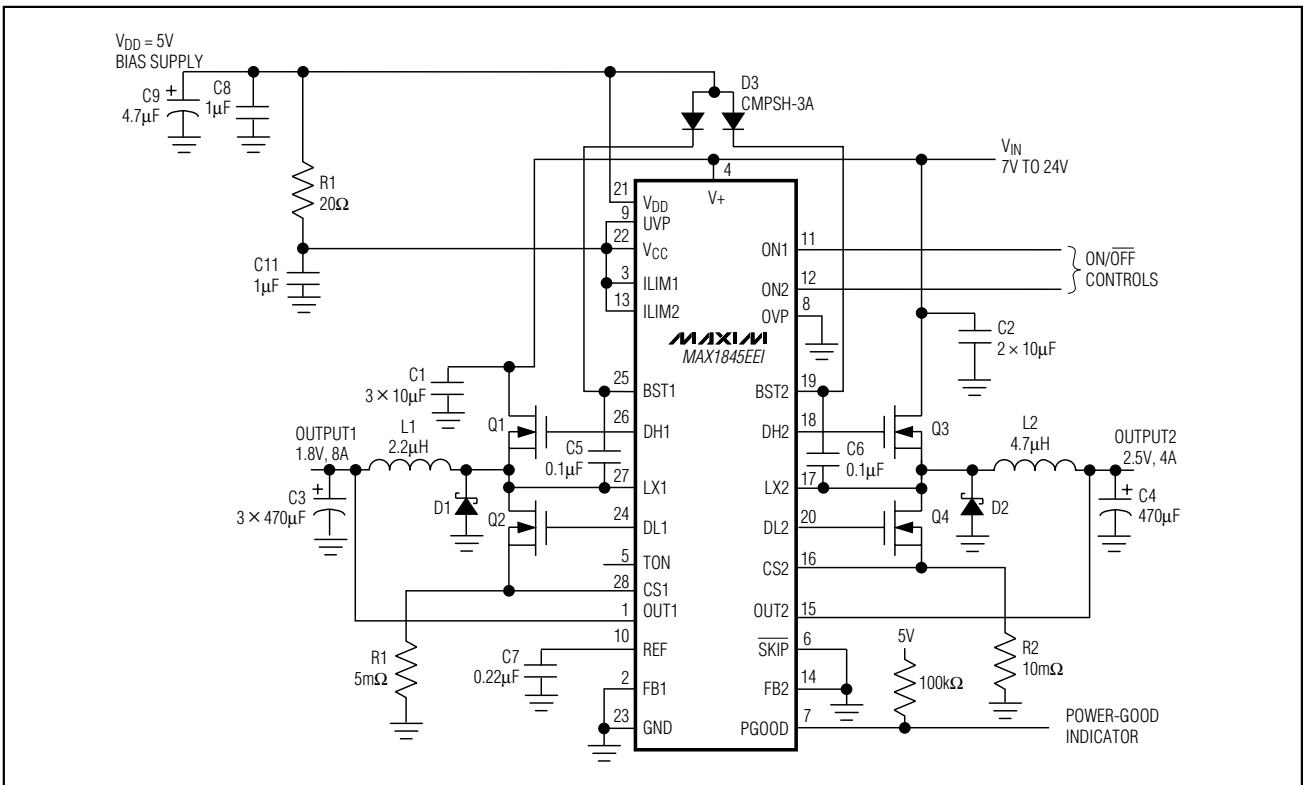 VDD = 5V
BIAS SUPPLY
C9
4.7µF
+
C8
1µF
D3
CMPSH-3A
VIN
7V TO 24V
R1
20Ω
C11
1µF
4
V+
21
VDD
9
UVP
22
VCC
3
ILIM1
13
ILIM2
ON1
11
ON2
12
ON/OFF
CONTROLS
OVP
8
MAXIM
MAX1845EEI
C2
2 × 10µF
C1
3 × 10µF
25
BST1
BST2
19
Q1
26
DH1
DH2
18
Q3
C5
0.1µF
C6
0.1µF
OUTPUT1
1.8V, 8A
L1
2.2µH
L2
4.7µH
OUTPUT2
2.5V, 4A
27
LX1
LX2
17
C3
3 × 470µF
+
D1
Q2
24
DL1
DL2
20
Q4
D2
+
C4
470µF
5
TON
CS2
16
28
CS1
1
OUT1
OUT2
15
R1
5mΩ
10
REF
C7
0.22µF
SKIP
6
5V
100kΩ
R2
10mΩ
2
FB1
FB2
14
23
GND
PGOOD
7
POWER-GOOD
INDICATOR